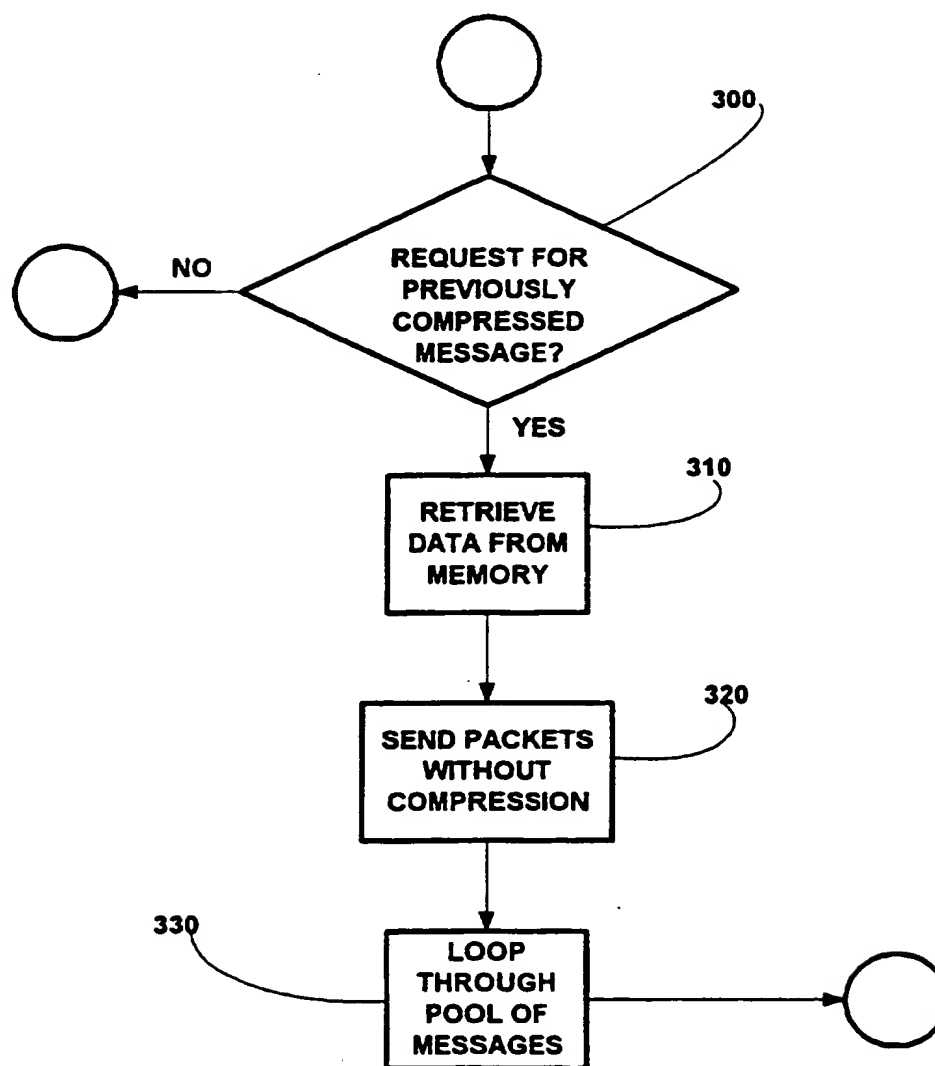 300
REQUEST FOR
PREVIOUSLY
COMPRESSED
MESSAGE?
NO
YES
310
RETRIEVE
DATA FROM
MEMORY
320
SEND PACKETS
WITHOUT
COMPRESSION
330
LOOP
THROUGH
POOL OF
MESSAGES